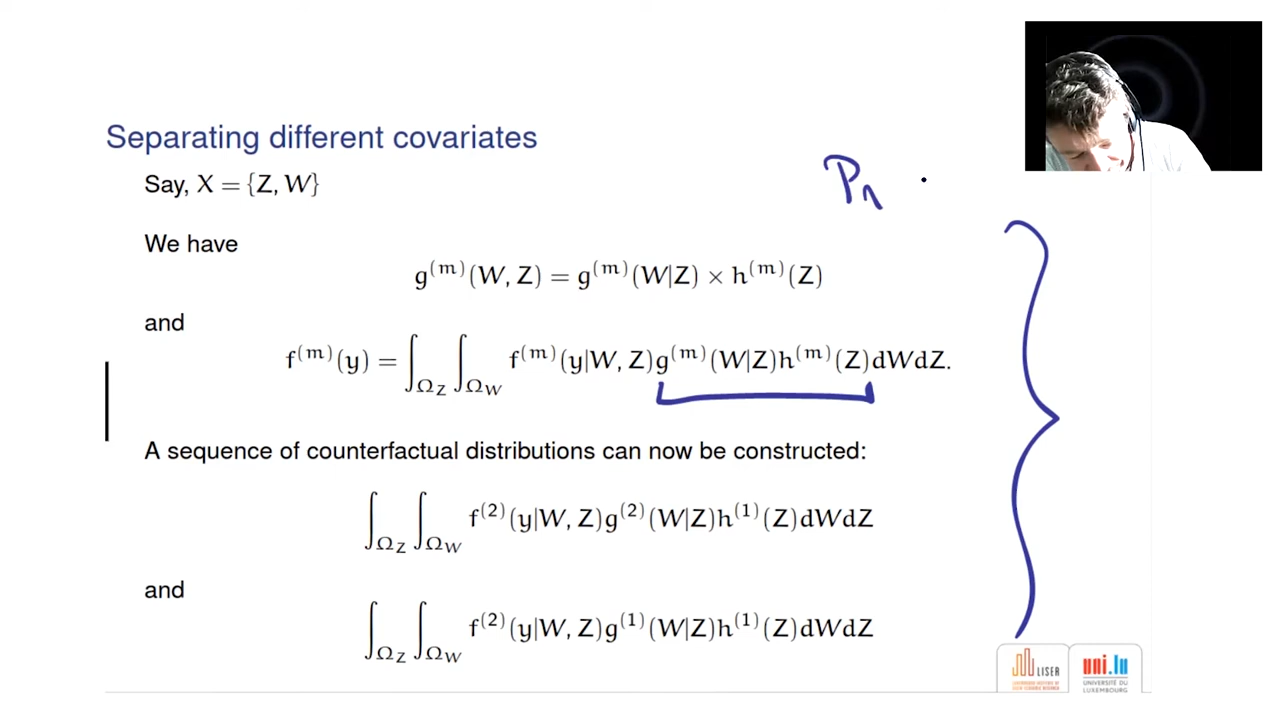 Separating different covariates
Say, X = {Z, W}
We have
g⁽ᵐ⁾(W, Z) = g⁽ᵐ⁾(W|Z) × h⁽ᵐ⁾(Z)
and
f⁽ᵐ⁾(y) = ∫_{Ω_Z} ∫_{Ω_W} f⁽ᵐ⁾(y|W, Z)g⁽ᵐ⁾(W|Z)h⁽ᵐ⁾(Z)dWdZ.
A sequence of counterfactual distributions can now be constructed:
∫_{Ω_Z} ∫_{Ω_W} f⁽²⁾(y|W, Z)g⁽²⁾(W|Z)h⁽¹⁾(Z)dWdZ
and
∫_{Ω_Z} ∫_{Ω_W} f⁽²⁾(y|W, Z)g⁽¹⁾(W|Z)h⁽¹⁾(Z)dWdZ
LISER
uni.lu
UNIVERSITÉ DU
LUXEMBOURG